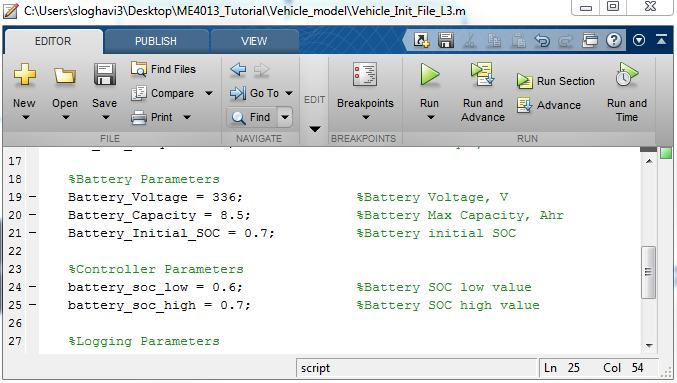 C:\Users\sloghavi3\Desktop\ME4013_Tutorial\Vehicle_model\Vehicle_Init_File_L3.m
EDITOR PUBLISH VIEW
New Open Save Find Files Compare Print
Go To Find
EDIT
Breakpoints
Run Run and Advance Run Section Advance Run and Time
FILE NAVIGATE BREAKPOINTS RUN
17
18 %Battery Parameters
19 – Battery_Voltage = 336; %Battery Voltage, V
20 – Battery_Capacity = 8.5; %Battery Max Capacity, Ahr
21 – Battery_Initial_SOC = 0.7; %Battery initial SOC
22
23 %Controller Parameters
24 – battery_soc_low = 0.6; %Battery SOC low value
25 – battery_soc_high = 0.7; %Battery SOC high value
26
27 %Logging Parameters
script Ln 25 Col 54